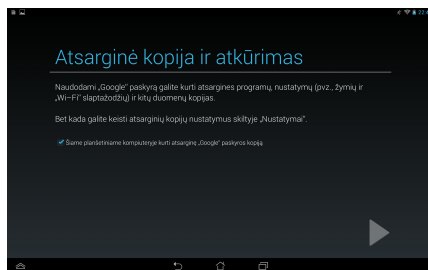 Atsarginė kopija ir atkūrimas
Naudodami „Google“ paskyrą galite kurti atsargines programų, nustatymų (pvz., žymių ir
„Wi-Fi“ slaptažodžių) ir kitų duomenų kopijas.
Bet kada galite keisti atsarginių kopijų nustatymus skiltyje „Nustatymai“.
Šiame planšetiniame kompiuteryje kurti atsarginę „Google“ paskyros kopiją